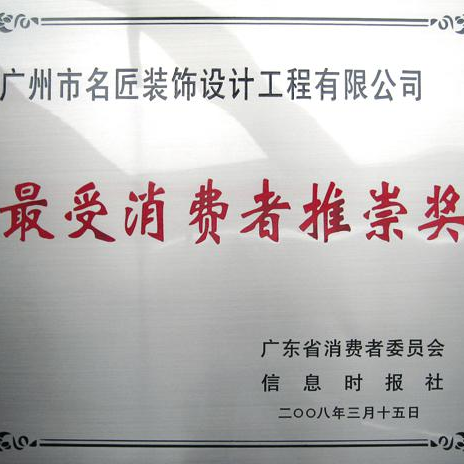 广州市名匠装饰设计工程有限公司
最受消费者推崇奖
广东省消费者委员会
信息时报社
二〇〇八年三月十五日